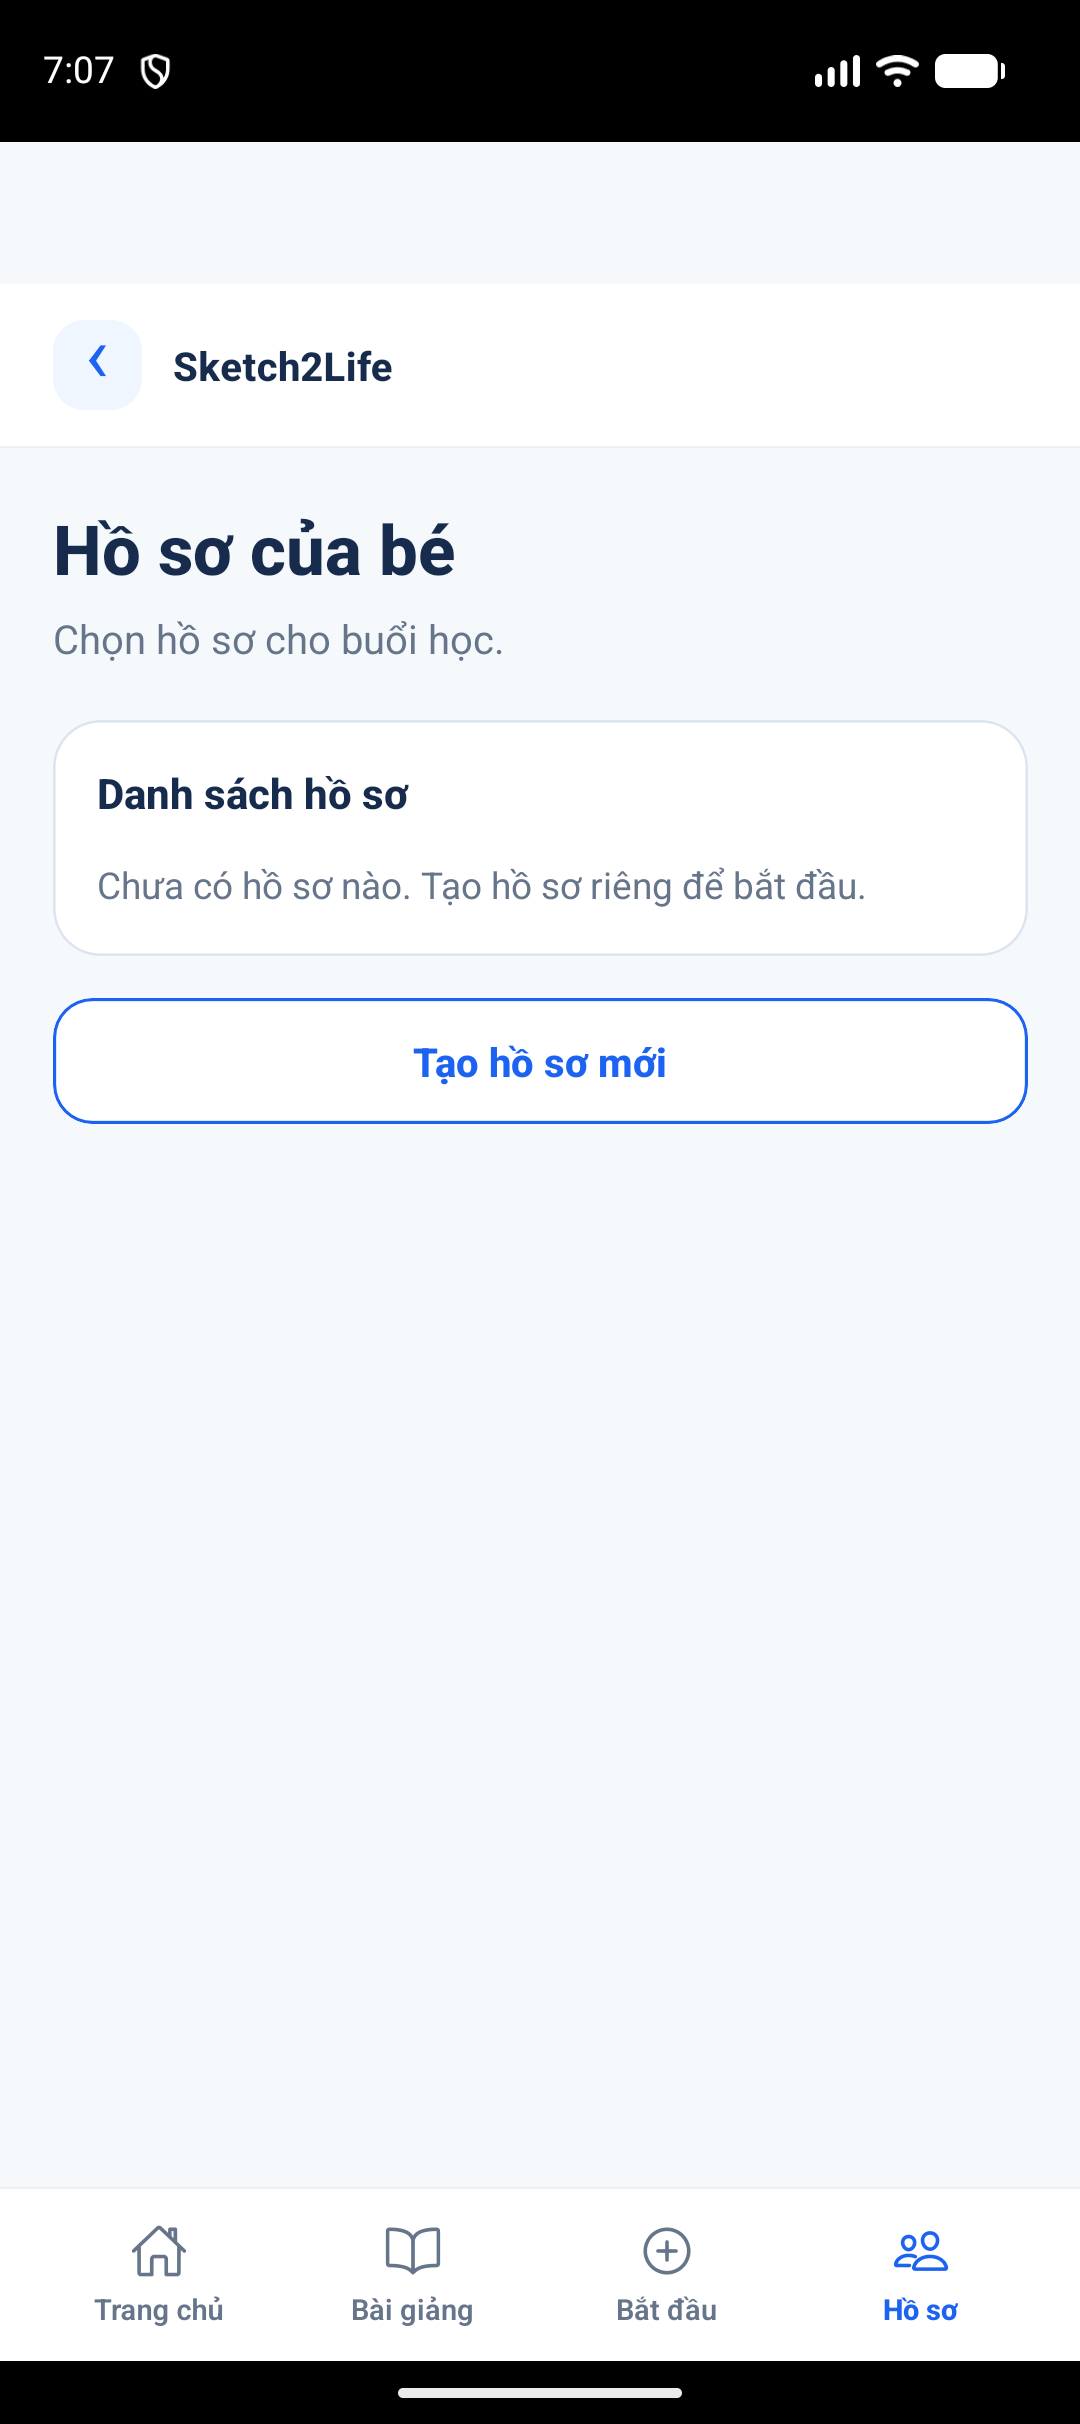 7:07
Sketch2Life
Hồ sơ của bé
Chọn hồ sơ cho buổi học.
Danh sách hồ sơ
Chưa có hồ sơ nào. Tạo hồ sơ riêng để bắt đầu.
Tạo hồ sơ mới
Trang chủ
Bài giảng
Bắt đầu
Hồ sơ